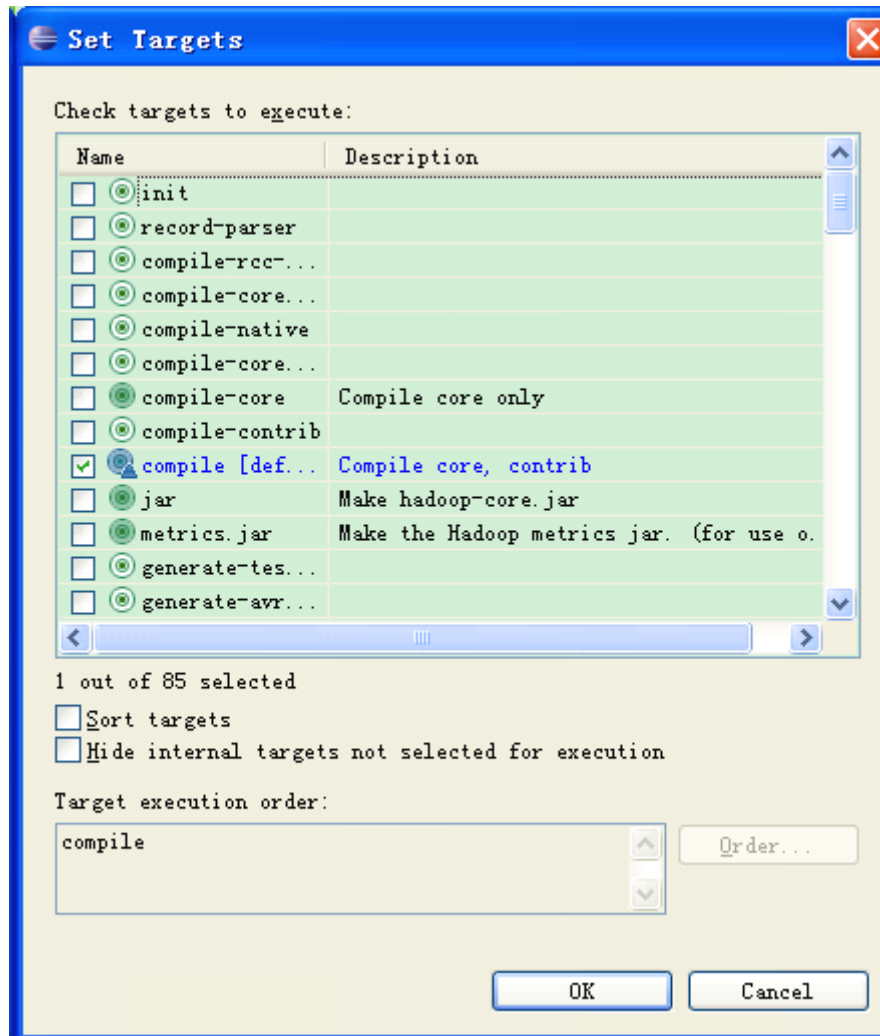 Set Targets
Check targets to execute:
Name Description
init
record-parser
compile-rcc-...
compile-core...
compile-native
compile-core...
compile-core Compile core only
compile-contrib
compile [def... Compile core, contrib
jar Make hadoop-core.jar
metrics.jar Make the Hadoop metrics jar. (for use o.
generate-tes...
generate-avr...
1 out of 85 selected
Sort targets
Hide internal targets not selected for execution
Target execution order:
compile
Order...
OK Cancel